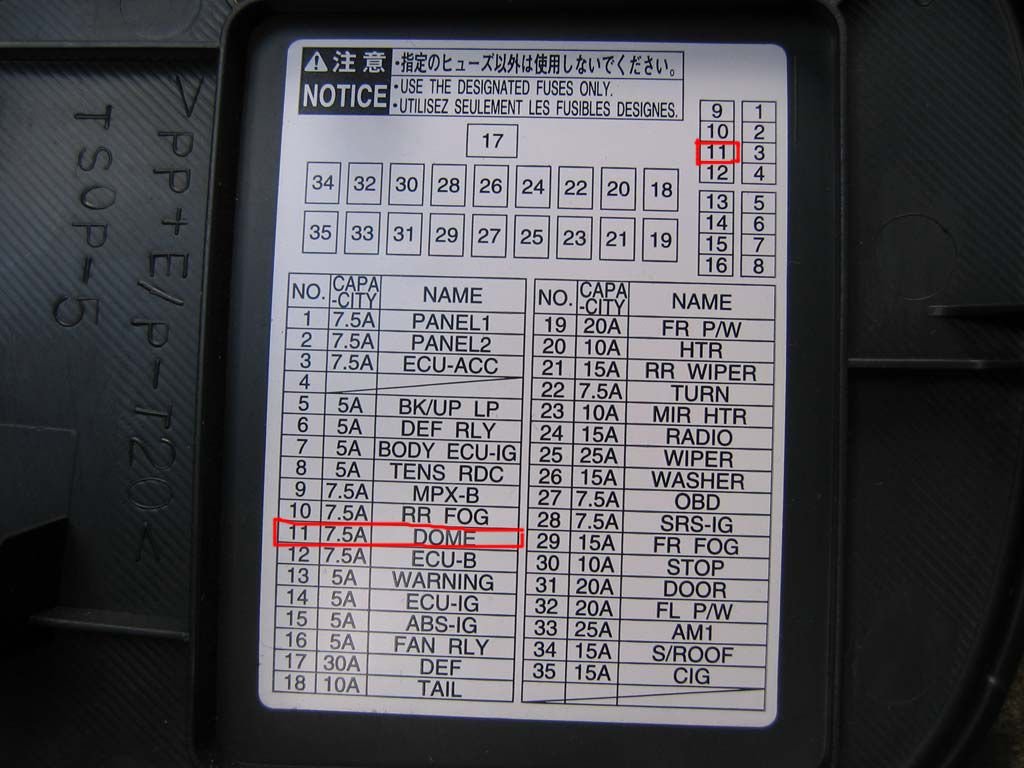 注意
・指定のヒューズ以外は使用しないでください。
NOTICE
・USE THE DESIGNATED FUSES ONLY.
・UTILISEZ SEULEMENT LES FUSIBLES DESIGNES.
17
34 32 30 28 26 24 22 20 18
35 33 31 29 27 25 23 21 19
9 1
10 2
11 3
12 4
13 5
14 6
15 7
16 8
NO. CAPA-CITY NAME
1 7.5A PANEL1
2 7.5A PANEL2
3 7.5A ECU-ACC
4
5 5A BK/UP LP
6 5A DEF RLY
7 5A BODY ECU-IG
8 5A TENS RDC
9 7.5A MPX-B
10 7.5A RR FOG
11 7.5A DOME
12 7.5A ECU-B
13 5A WARNING
14 5A ECU-IG
15 5A ABS-IG
16 5A FAN RLY
17 30A DEF
18 10A TAIL
NO. CAPA-CITY NAME
19 20A FR P/W
20 10A HTR
21 15A RR WIPER
22 7.5A TURN
23 10A MIR HTR
24 15A RADIO
25 25A WIPER
26 15A WASHER
27 7.5A OBD
28 7.5A SRS-IG
29 15A FR FOG
30 10A STOP
31 20A DOOR
32 20A FL P/W
33 25A AM1
34 15A S/ROOF
35 15A CIG
>PP+E/P-T20<
TSOP-5